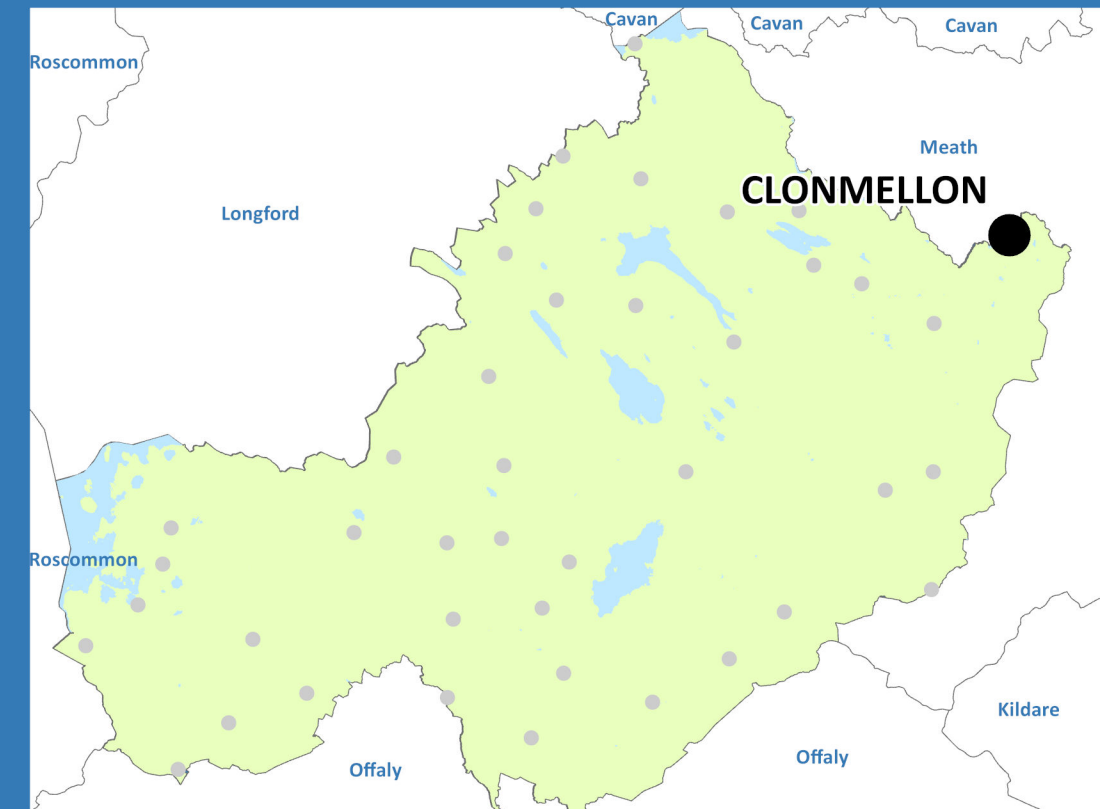 Cavan
Cavan
Cavan
Roscommon
Meath
CLONMELLON
Longford
Roscommon
Kildare
Offaly
Offaly